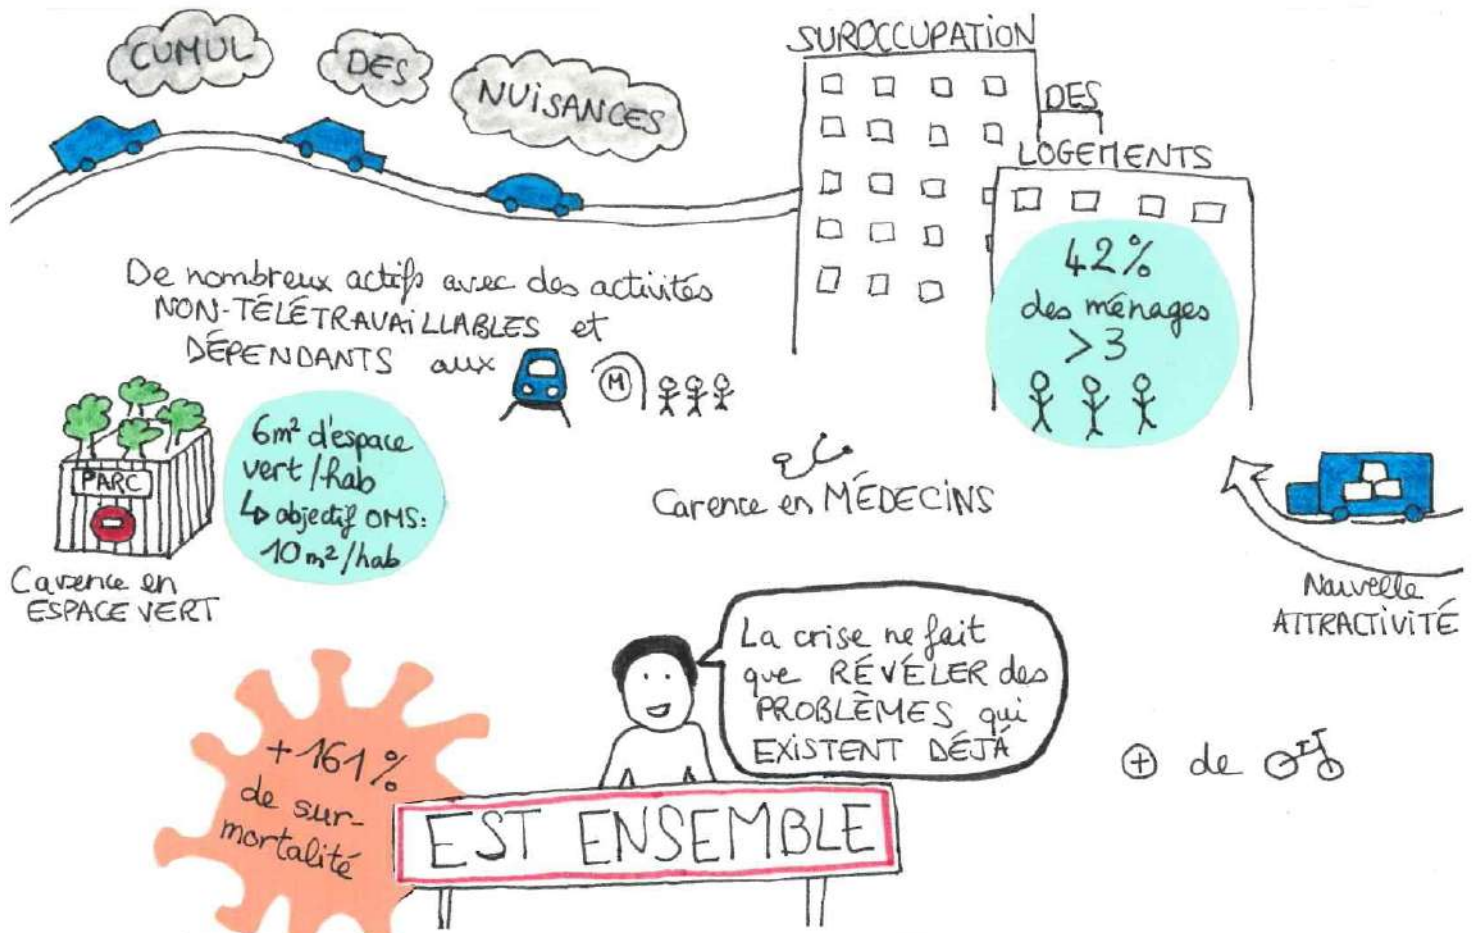 CUMUL
DES
NUISANCES
SUROCCUPATION
DES
LOGEMENTS
42%
des ménages
>3
De nombreux actifs avec des activités
NON-TÉLÉTRAVAILLABLES et
DÉPENDANTS aux
M
PARC
6m² d'espace
vert/hab
↳ objectif OMS:
10m²/hab
Carence en
ESPACE VERT
Carence en MÉDECINS
Nouvelle
ATTRACTIVITÉ
La crise ne fait
que RÉVÉLER des
PROBLÈMES qui
EXISTENT DÉJÀ
+161%
de sur-
mortalité
EST ENSEMBLE
+ de